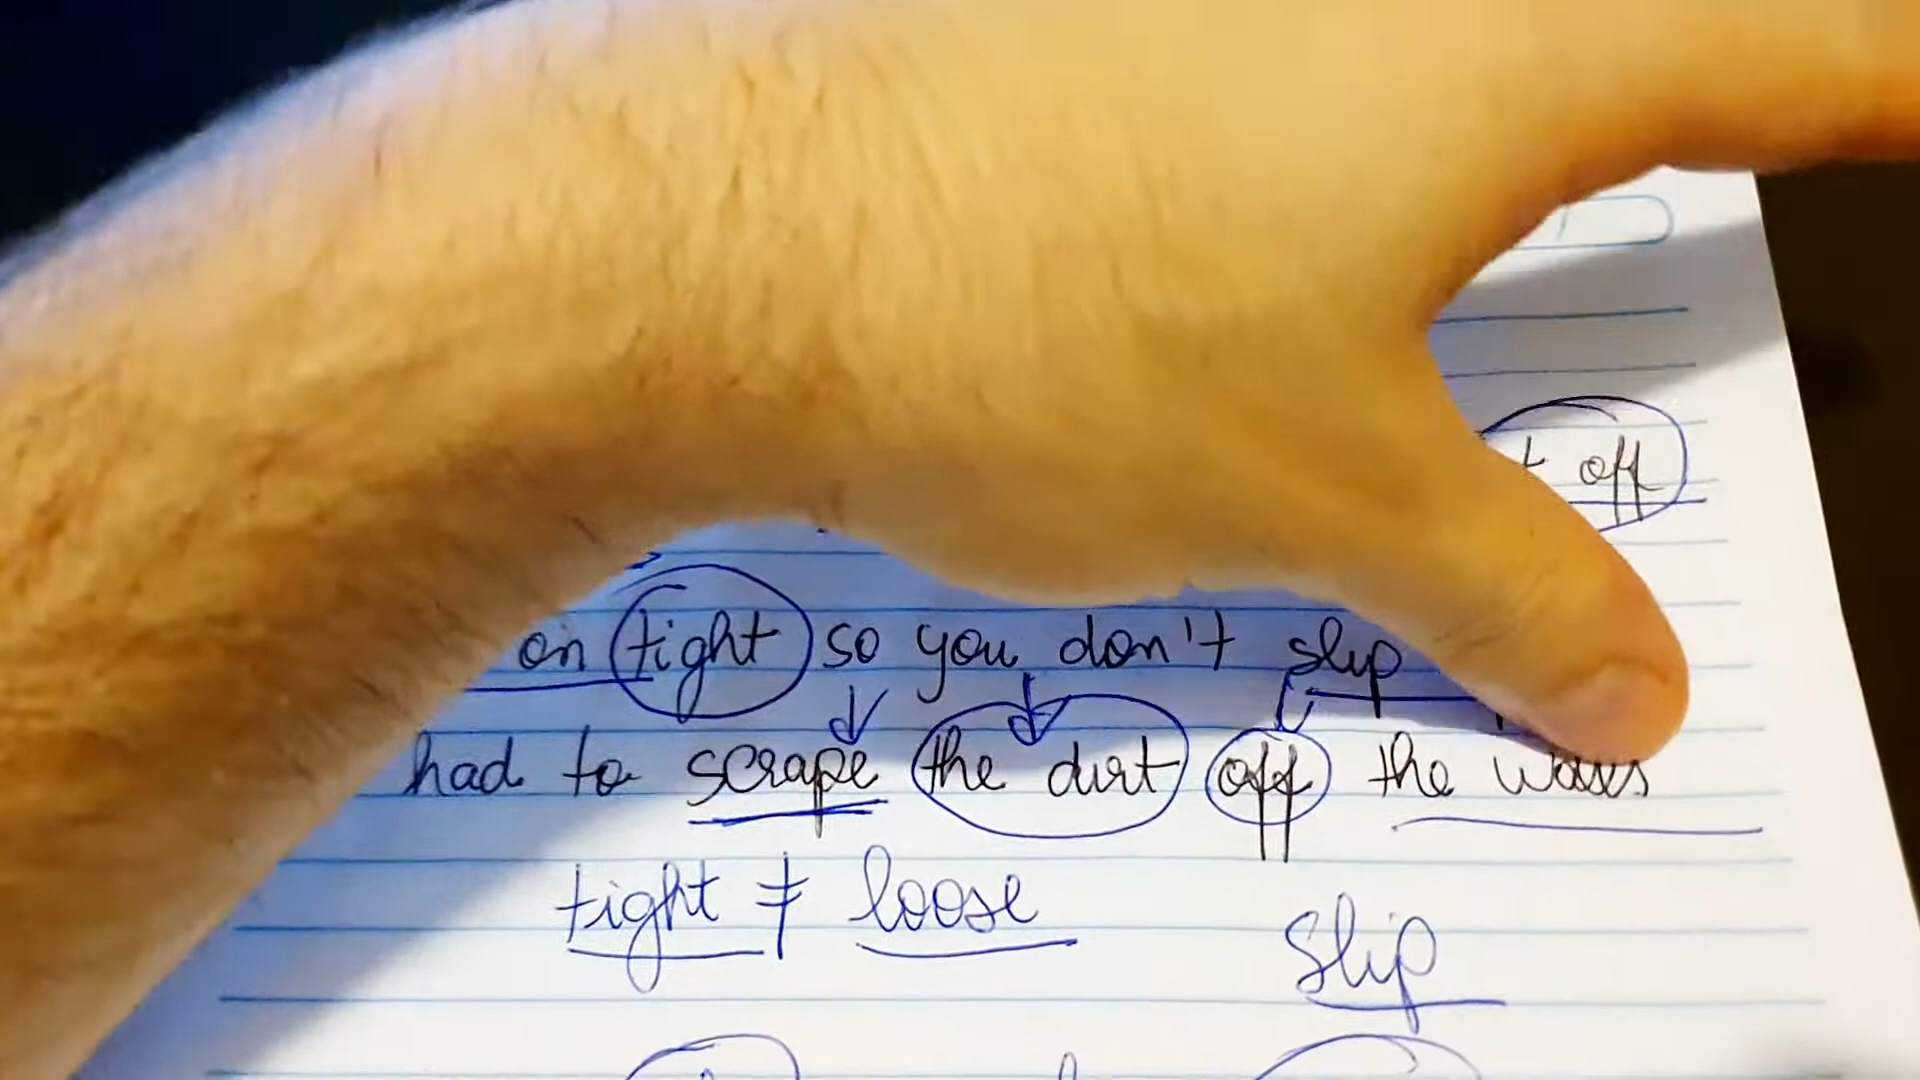 off
on tight so you don't slip
had to scrape the dirt off the walls
tight ≠ loose
slip